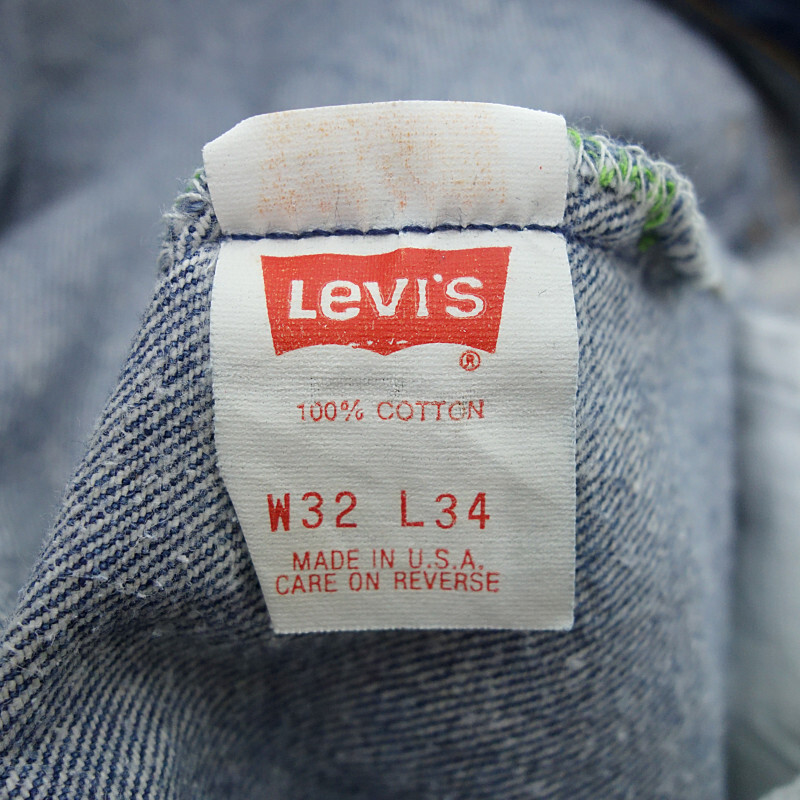 Levi's
®
100% COTTON
W32 L34
MADE IN U.S.A.
CARE ON REVERSE